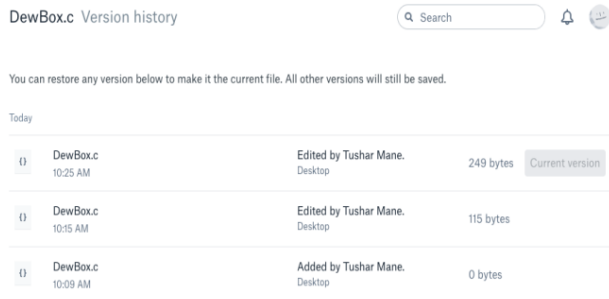 DewBox.c Version history
Search
You can restore any version below to make it the current file. All other versions will still be saved.
Today
{} DewBox.c Edited by Tushar Mane. 249 bytes Current version
10:25 AM Desktop
{} DewBox.c Edited by Tushar Mane. 115 bytes
10:15 AM Desktop
{} DewBox.c Added by Tushar Mane. 0 bytes
10:09 AM Desktop